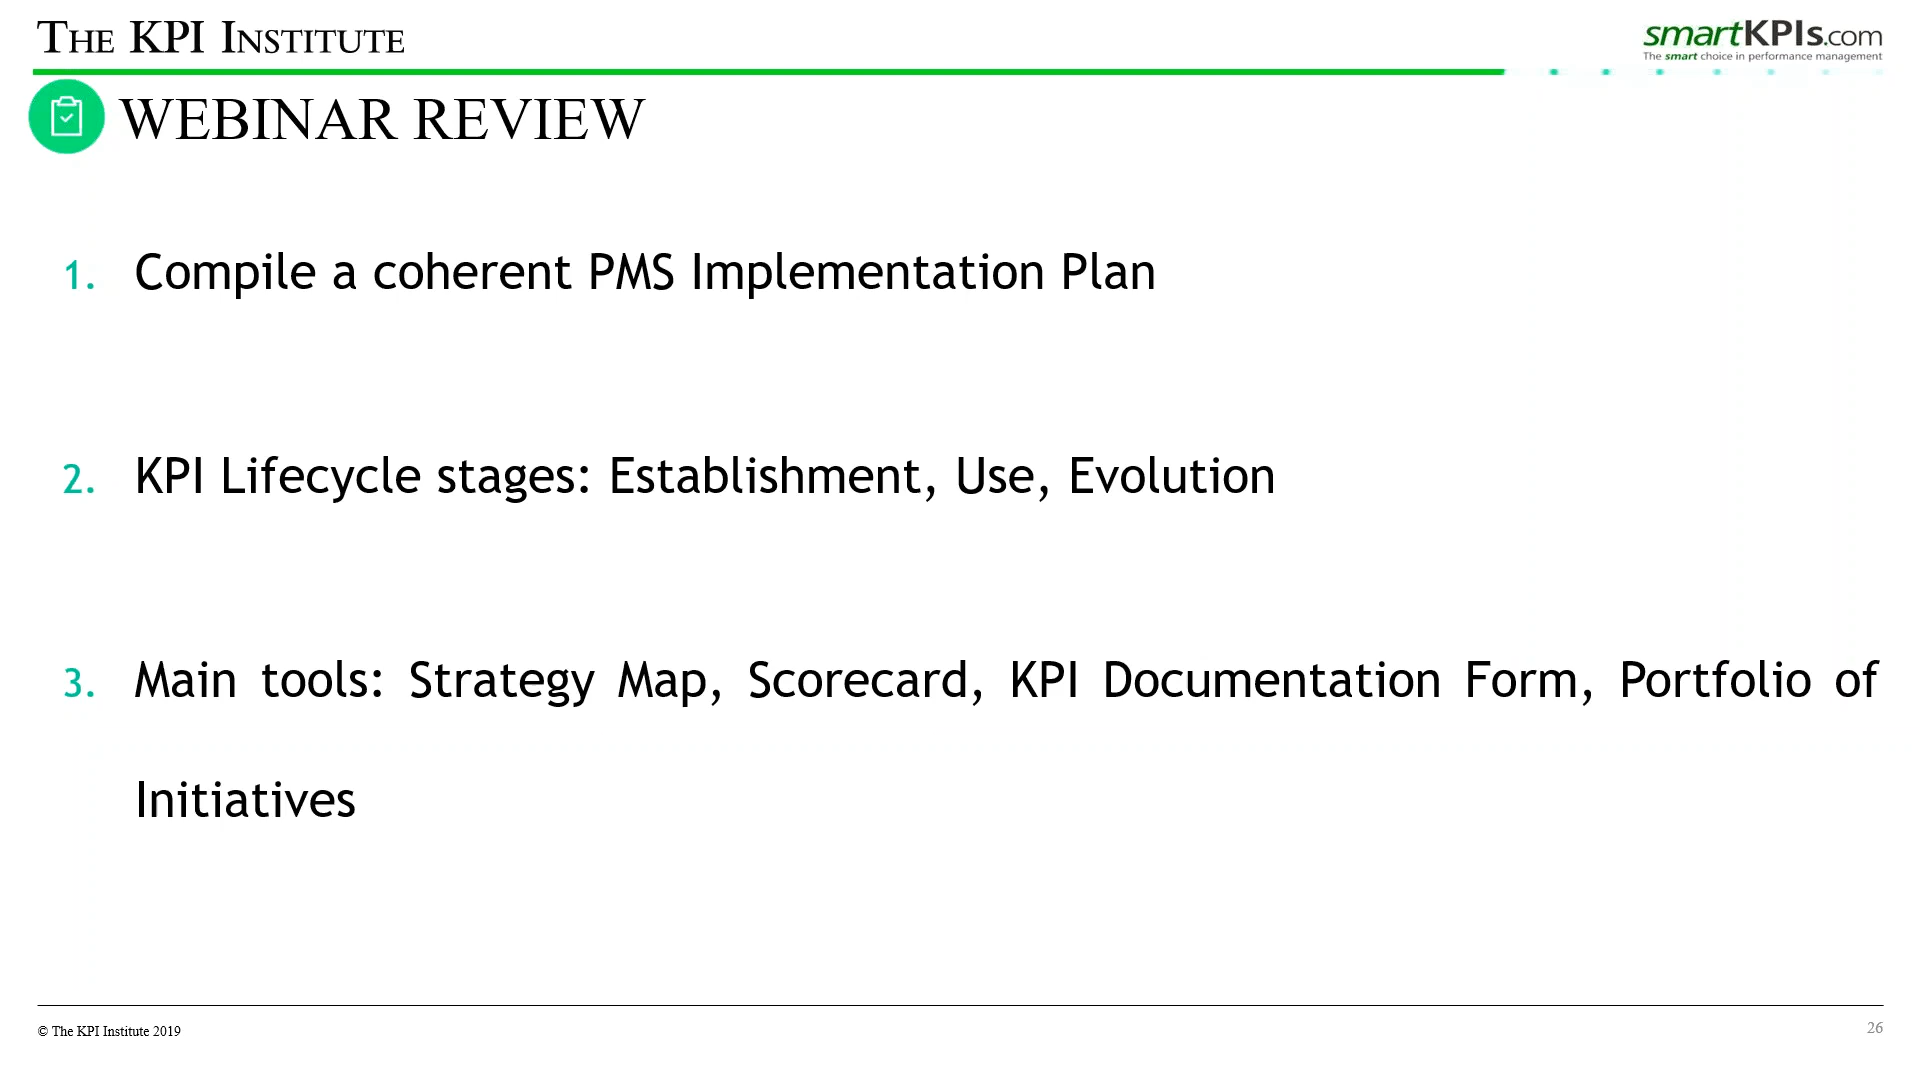 THE KPI INSTITUTE
smartKPIs.com
The smart choice in performance management
WEBINAR REVIEW
1. Compile a coherent PMS Implementation Plan
2. KPI Lifecycle stages: Establishment, Use, Evolution
3. Main tools: Strategy Map, Scorecard, KPI Documentation Form, Portfolio of
Initiatives
© The KPI Institute 2019
26